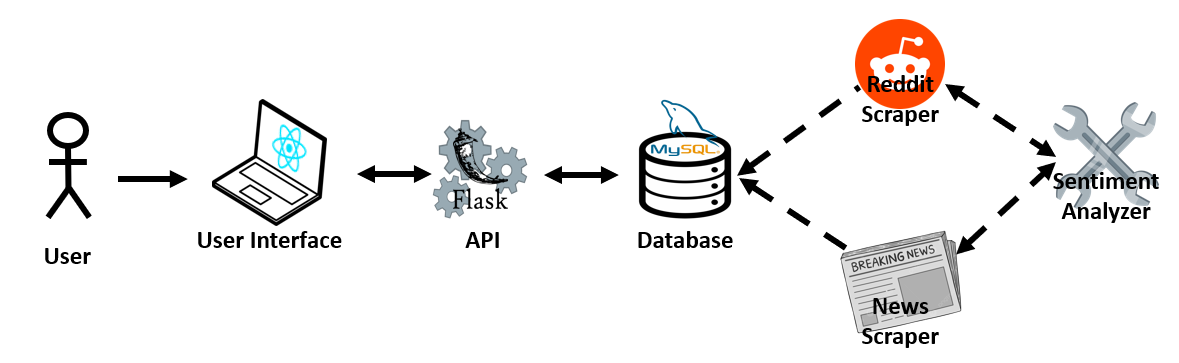 User
User Interface
Flask
API
MySQL
Database
Reddit
Scraper
BREAKING NEWS
News
Scraper
Sentiment
Analyzer